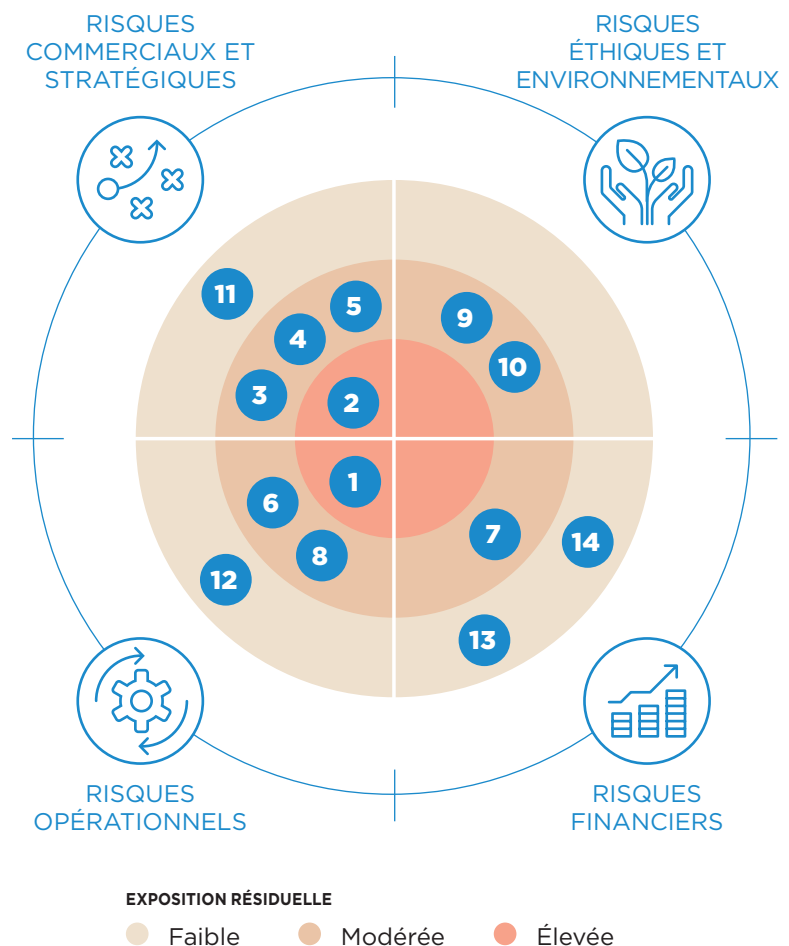 RISQUES
COMMERCIAUX ET
STRATÉGIQUES
RISQUES
ÉTHIQUES ET
ENVIRONNEMENTAUX
11
5
4
3
2
9
10
1
6
8
12
7
14
13
RISQUES
OPÉRATIONNELS
RISQUES
FINANCIERS
EXPOSITION RÉSIDUELLE
Faible
Modérée
Élevée